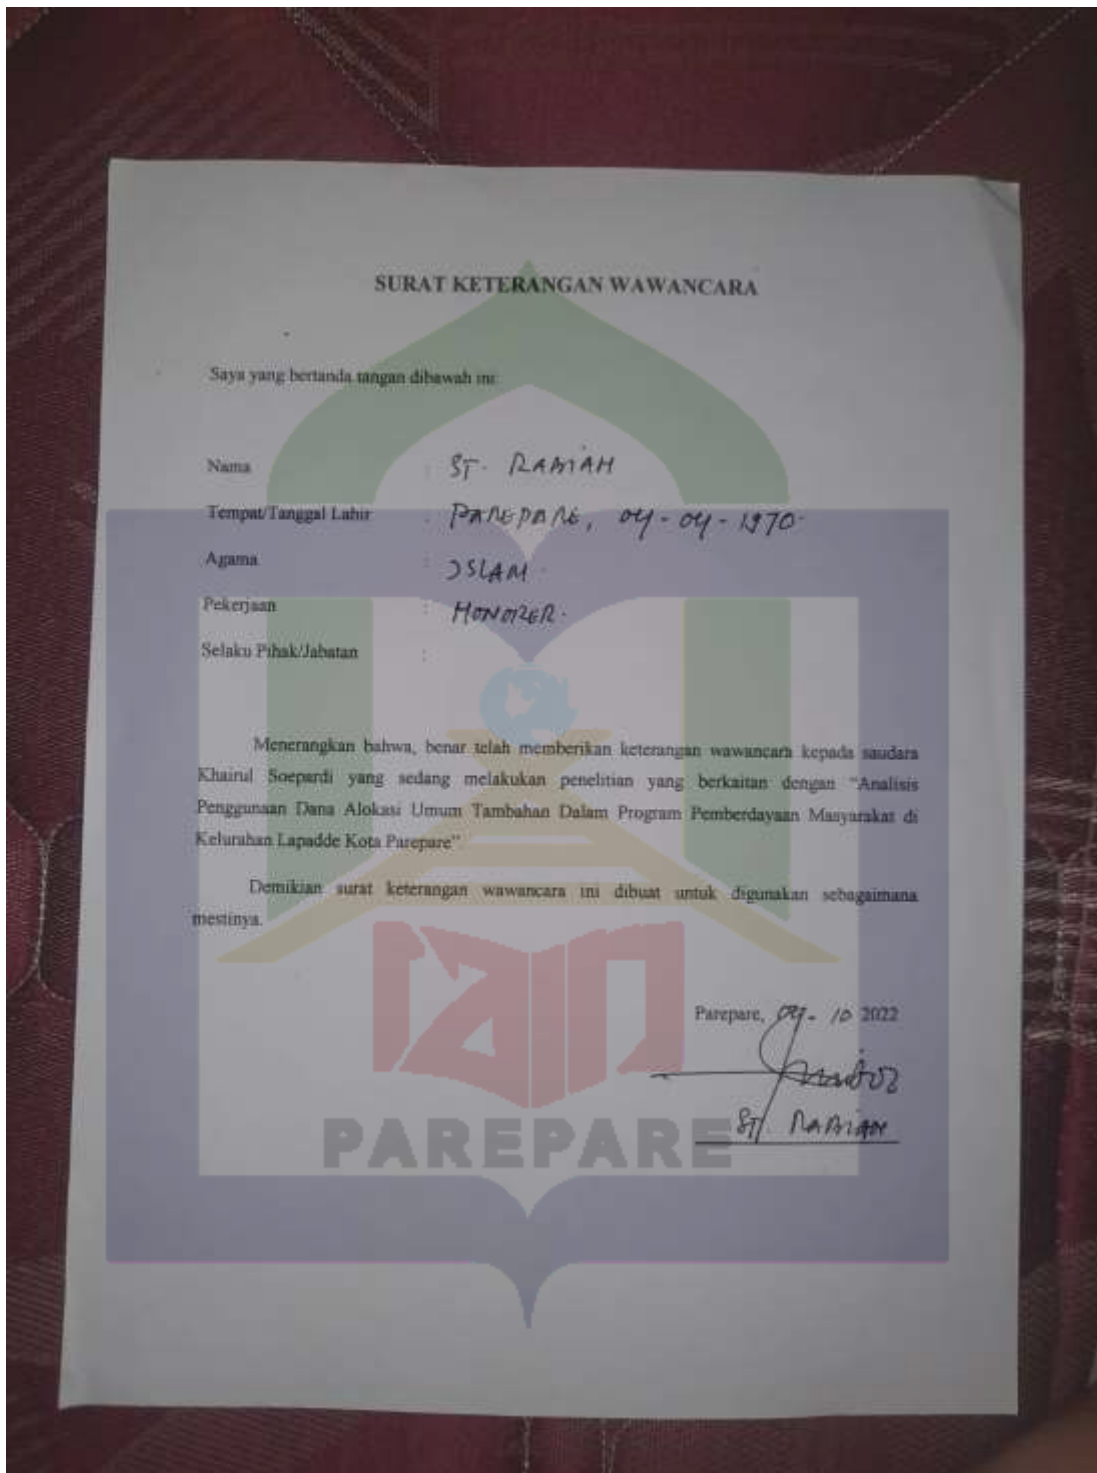 SURAT KETERANGAN WAWANCARA
Saya yang bertanda tangan dibawah ini:
Nama : ST. RABIAH
Tempat/Tanggal Lahir : PAREPARE, 04-04-1970.
Agama : ISLAM.
Pekerjaan : HONORER.
Selaku Pihak/Jabatan :
Menerangkan bahwa, benar telah memberikan keterangan wawancara kepada saudara
Khairul Soepardi yang sedang melakukan penelitian yang berkaitan dengan “Analisis
Penggunaan Dana Alokasi Umum Tambahan Dalam Program Pemberdayaan Masyarakat di
Kelurahan Lapadde Kota Parepare”
Demikian surat keterangan wawancara ini dibuat untuk digunakan sebagaimana
mestinya.
Parepare, 04 - 10 2022
ST. RABIAH
iain
PAREPARE